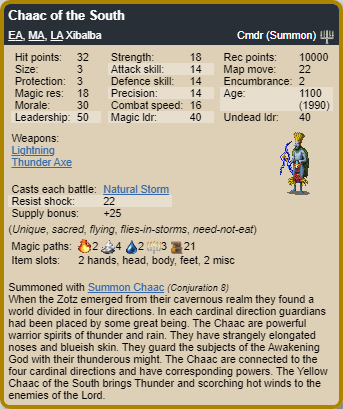 Chaac of the South
EA, MA, LA Xibalba Cmdr (Summon)
Hit points: 32 Strength: 18 Rec points: 10000
Size: 3 Attack skill: 14 Map move: 22
Protection: 3 Defence skill: 14 Encumbrance: 2
Magic res: 18 Precision: 14 Age: 1100
Morale: 30 Combat speed: 16 (1990)
Leadership: 50 Magic ldr: 40 Undead ldr: 40
Weapons:
Lightning
Thunder Axe
Casts each battle: Natural Storm
Resist shock: 22
Supply bonus: +25
(Unique, sacred, flying, flies-in-storms, need-not-eat)
Magic paths: 2 4 2 3 21
Item slots: 2 hands, head, body, feet, 2 misc
Summoned with Summon Chaac (Conjuration 8)
When the Zotz emerged from their cavernous realm they found a
world divided in four directions. In each cardinal direction guardians
had been placed by some great being. The Chaac are powerful
warrior spirits of thunder and rain. They have strangely elongated
noses and blueish skin. They guard the subjects of the Awakening
God with their thunderous might. The Chaac are connected to the
four cardinal directions and have corresponding powers. The Yellow
Chaac of the South brings Thunder and scorching hot winds to the
enemies of the Lord.